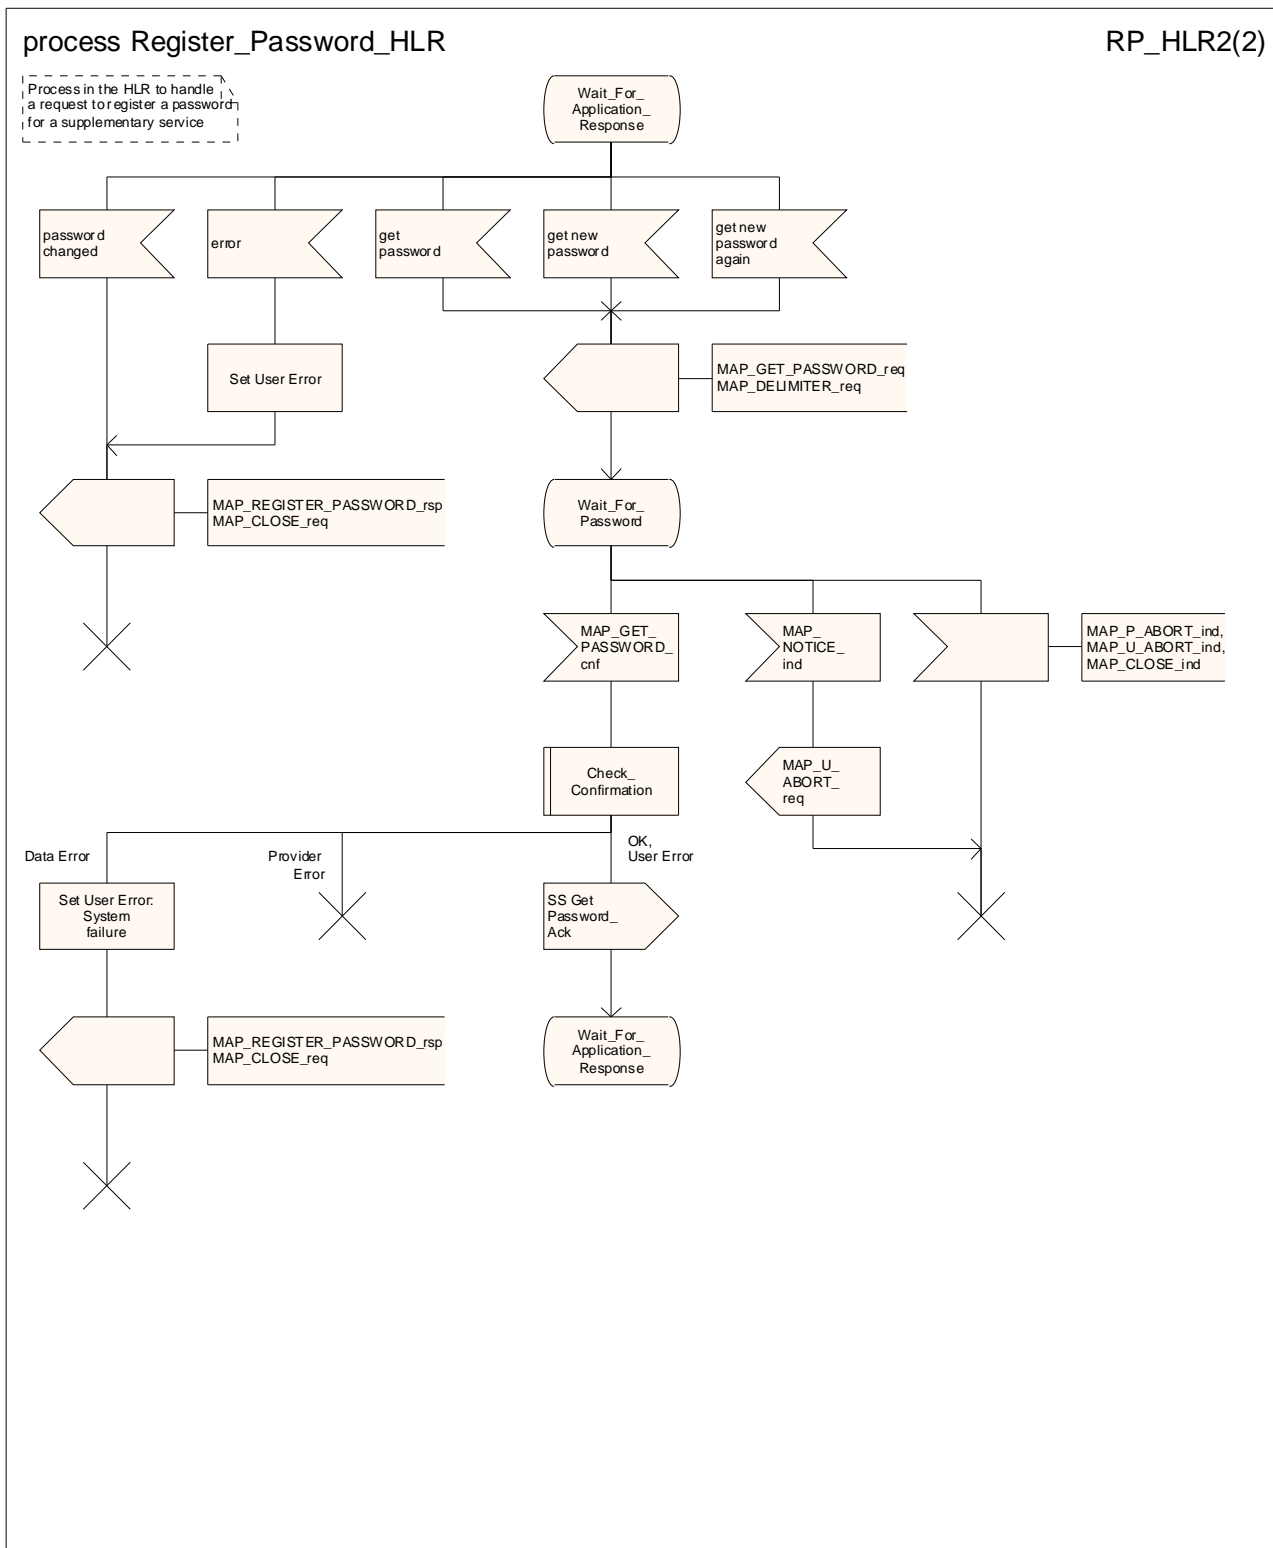 process Register_Password_HLR
RP_HLR2(2)
Process in the HLR to handle
a request to register a password
for a supplementary service
Wait_For_
Application_
Response
password
changed
error
get
password
get new
password
get new
password
again
Set User Error
MAP_GET_PASSWORD_req
MAP_DELIMITER_req
MAP_REGISTER_PASSWORD_rsp
MAP_CLOSE_req
Wait_For_
Password
MAP_GET_
PASSWORD_
cnf
MAP_
NOTICE_
ind
MAP_P_ABORT_ind,
MAP_U_ABORT_ind,
MAP_CLOSE_ind
Check_
Confirmation
MAP_U_
ABORT_
req
Data Error
Provider
Error
OK,
User Error
Set User Error:
System
failure
SS Get
Password_
Ack
MAP_REGISTER_PASSWORD_rsp
MAP_CLOSE_req
Wait_For_
Application_
Response